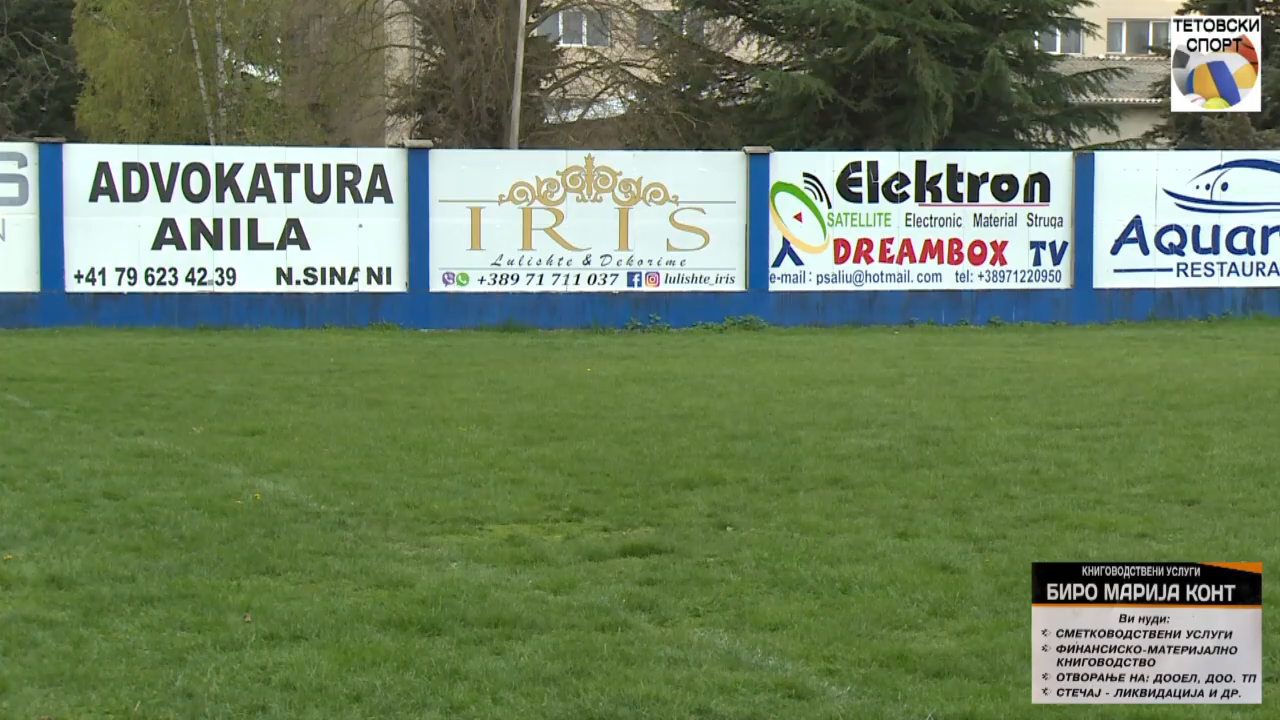 ТЕТОВСКИ
СПОРТ
S
N
ADVOKATURA
ANILA
+41 79 623 42 39 N.SINANI
IRIS
Lulishte & Dekorime
+389 71 711 037 lulishte_iris
Elektron
SATELLITE Electronic Material Struga
DREAMBOX TV
e-mail: psaliu@hotmail.com tel: +38971220950
Aquar
RESTAURA
КНИГОВОДСТВЕНИ УСЛУГИ
БИРО МАРИЈА КОНТ
Ви нуди:
СМЕТКОВОДСТВЕНИ УСЛУГИ
ФИНАНСИСКО-МАТЕРИЈАЛНО
КНИГОВОДСТВО
ОТВОРАЊЕ НА: ДООЕЛ, ДОО. ТП
СТЕЧАЈ - ЛИКВИДАЦИЈА И ДР.